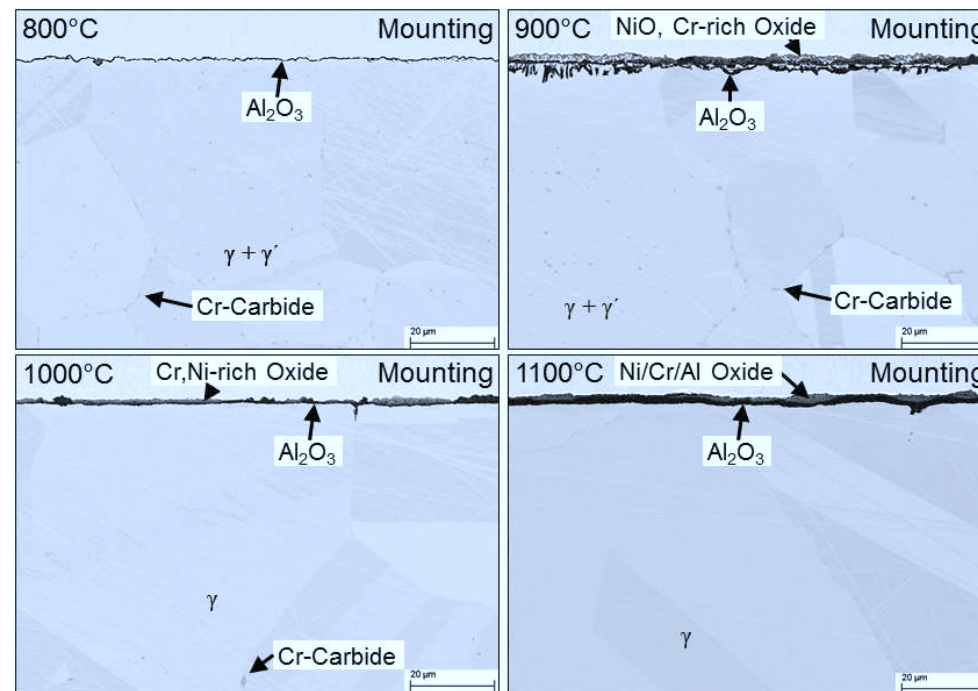 800°C Mounting
Al₂O₃
γ + γ´
Cr-Carbide
20 µm
900°C NiO, Cr-rich Oxide Mounting
Al₂O₃
Cr-Carbide
γ + γ´
20 µm
1000°C Cr,Ni-rich Oxide Mounting
Al₂O₃
γ
Cr-Carbide
20 µm
1100°C Ni/Cr/Al Oxide Mounting
Al₂O₃
γ
20 µm